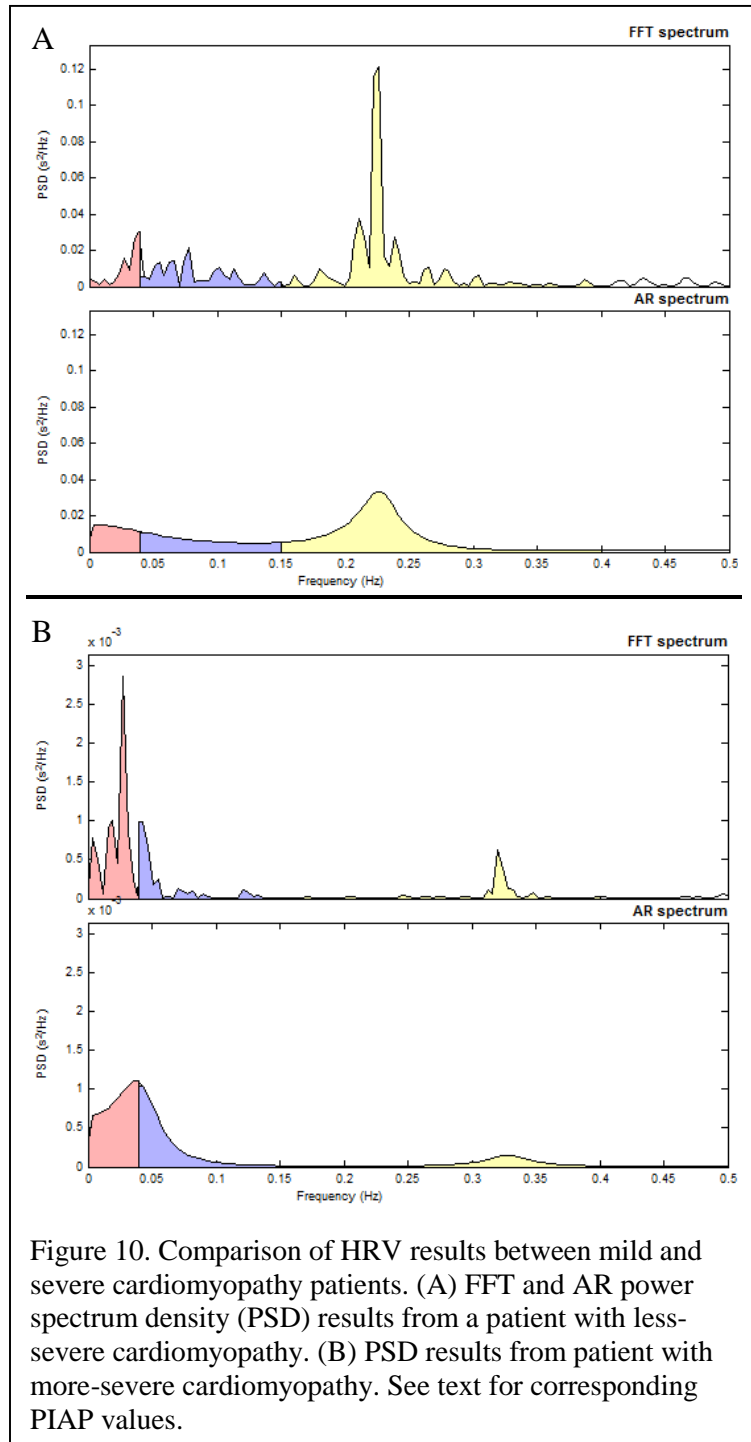 A
FFT spectrum
0.12
0.1
0.08
0.06
0.04
0.02
0
PSD (s²/Hz)
AR spectrum
0.12
0.1
0.08
0.06
0.04
0.02
0
PSD (s²/Hz)
0 0.05 0.1 0.15 0.2 0.25 0.3 0.35 0.4 0.45 0.5
Frequency (Hz)
B
x 10⁻³
FFT spectrum
3
2.5
2
1.5
1
0.5
0
PSD (s²/Hz)
x 10⁻³
AR spectrum
3
2.5
2
1.5
1
0.5
0
PSD (s²/Hz)
0 0.05 0.1 0.15 0.2 0.25 0.3 0.35 0.4 0.45 0.5
Frequency (Hz)
Figure 10. Comparison of HRV results between mild and
severe cardiomyopathy patients. (A) FFT and AR power
spectrum density (PSD) results from a patient with less-
severe cardiomyopathy. (B) PSD results from patient with
more-severe cardiomyopathy. See text for corresponding
PIAP values.